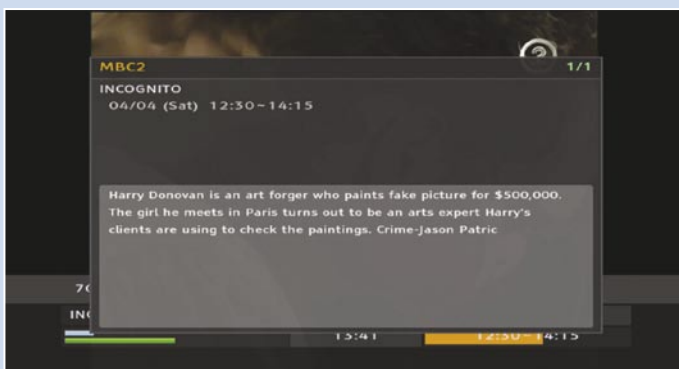 MBC2 1/1
INCOGNITO
04/04 (Sat) 12:30~14:15
Harry Donovan is an art forger who paints fake picture for $500,000.
The girl he meets in Paris turns out to be an arts expert Harry's
clients are using to check the paintings. Crime-Jason Patric
13:41 12:30~14:15